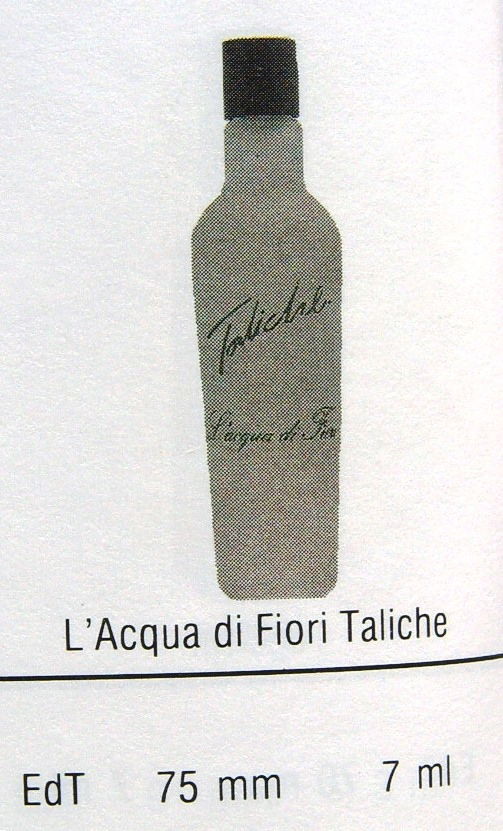 Taliche
L'acqua di Fiori
L'Acqua di Fiori Taliche
EdT 75 mm 7 ml